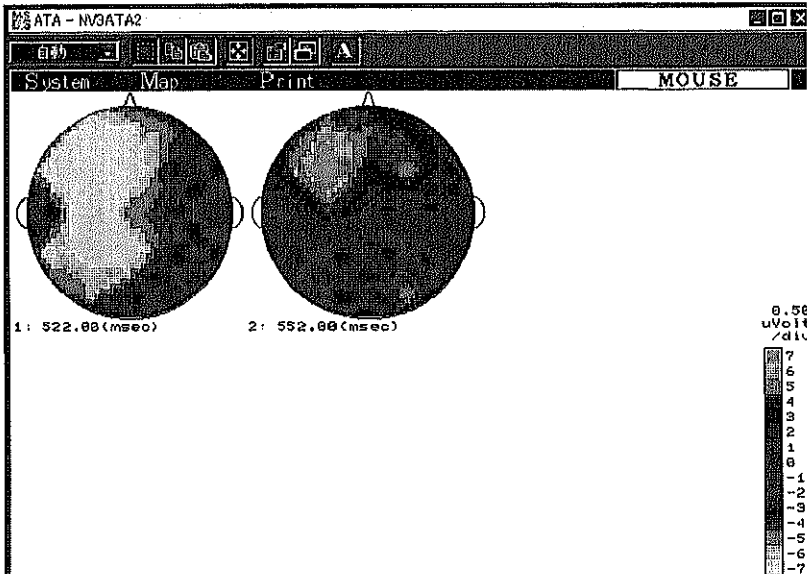 ATA - NV3ATA2
自動
A
System Map Print MOUSE
1: 522.00(msec) 2: 552.00(msec)
0.50
uVolt
/div
7
6
5
4
3
2
1
0
-1
-2
-3
-4
-5
-6
-7